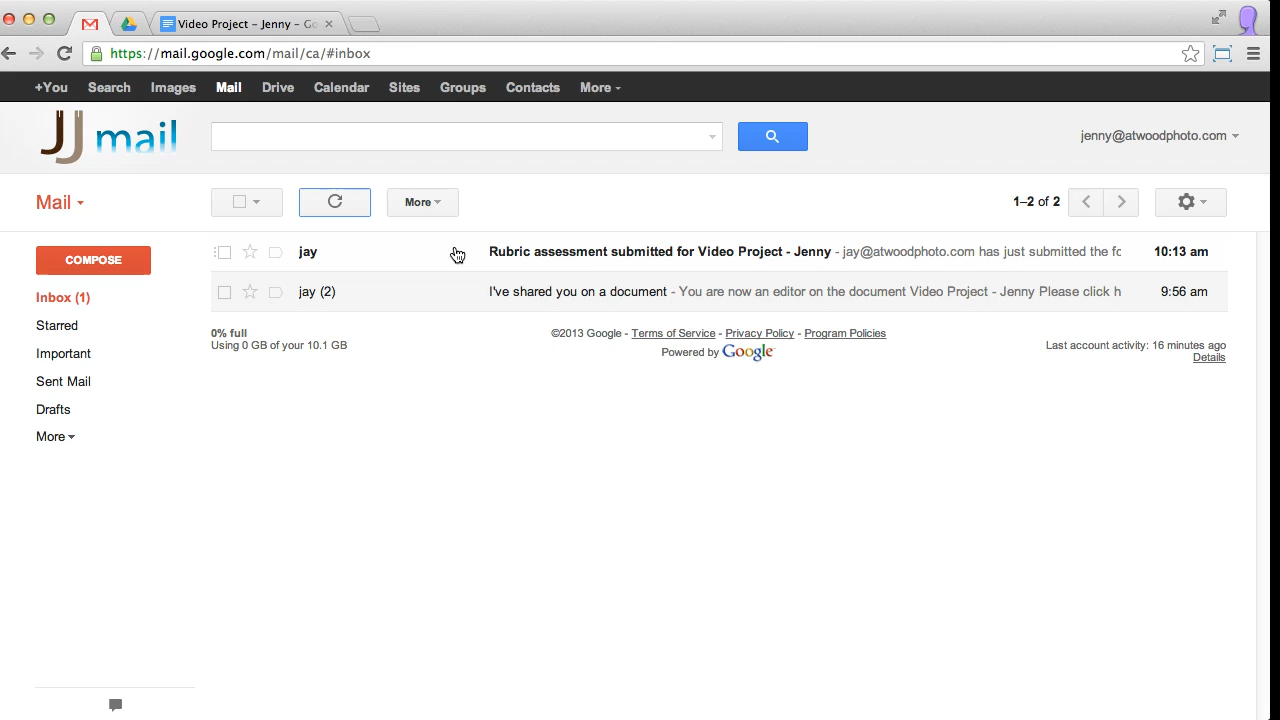 Video Project – Jenny – Go
https://mail.google.com/mail/ca/#inbox
+You Search Images Mail Drive Calendar Sites Groups Contacts More
JJ mail
jenny@atwoodphoto.com
Mail
More
1–2 of 2
COMPOSE
jay Rubric assessment submitted for Video Project - Jenny - jay@atwoodphoto.com has just submitted the fo 10:13 am
jay (2) I've shared you on a document - You are now an editor on the document Video Project - Jenny Please click h 9:56 am
Inbox (1)
Starred
Important
Sent Mail
Drafts
More
0% full
Using 0 GB of your 10.1 GB
©2013 Google - Terms of Service - Privacy Policy - Program Policies
Powered by Google
Last account activity: 16 minutes ago
Details